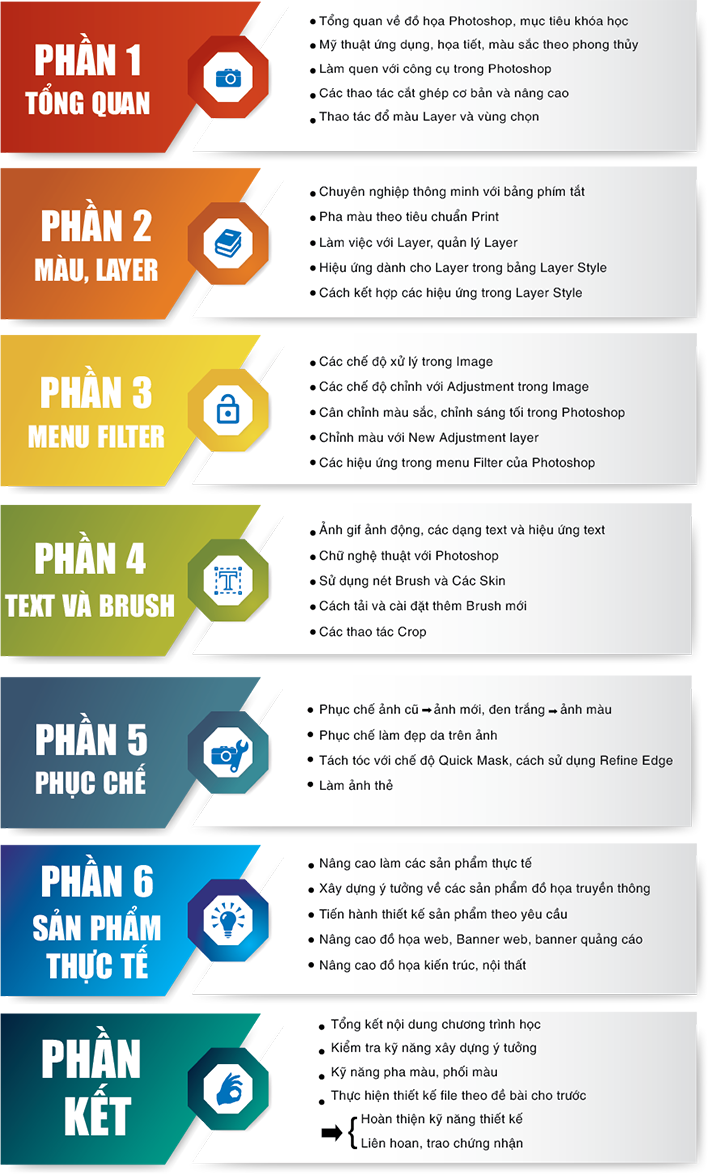 PHẦN 1
TỔNG QUAN
• Tổng quan về đồ họa Photoshop, mục tiêu khóa học
• Mỹ thuật ứng dụng, họa tiết, màu sắc theo phong thủy
• Làm quen với công cụ trong Photoshop
• Các thao tác cắt ghép cơ bản và nâng cao
• Thao tác đổ màu Layer và vùng chọn
PHẦN 2
MÀU, LAYER
• Chuyên nghiệp thông minh với bảng phím tắt
• Pha màu theo tiêu chuẩn Print
• Làm việc với Layer, quản lý Layer
• Hiệu ứng dành cho Layer trong bảng Layer Style
• Cách kết hợp các hiệu ứng trong Layer Style
PHẦN 3
MENU FILTER
• Các chế độ xử lý trong Image
• Các chế độ chỉnh với Adjustment trong Image
• Cân chỉnh màu sắc, chỉnh sáng tối trong Photoshop
• Chỉnh màu với New Adjustment layer
• Các hiệu ứng trong menu Filter của Photoshop
PHẦN 4
TEXT VÀ BRUSH
T
• Ảnh gif ảnh động, các dạng text và hiệu ứng text
• Chữ nghệ thuật với Photoshop
• Sử dụng nét Brush và Các Skin
• Cách tải và cài đặt thêm Brush mới
• Các thao tác Crop
PHẦN 5
PHỤC CHẾ
• Phục chế ảnh cũ ➡ ảnh mới, đen trắng ➡ ảnh màu
• Phục chế làm đẹp da trên ảnh
• Tách tóc với chế độ Quick Mask, cách sử dụng Refine Edge
• Làm ảnh thẻ
PHẦN 6
SẢN PHẨM
THỰC TẾ
• Nâng cao làm các sản phẩm thực tế
• Xây dựng ý tưởng về các sản phẩm đồ họa truyền thông
• Tiến hành thiết kế sản phẩm theo yêu cầu
• Nâng cao đồ họa web, Banner web, banner quảng cáo
• Nâng cao đồ họa kiến trúc, nội thất
PHẦN
KẾT
• Tổng kết nội dung chương trình học
• Kiểm tra kỹ năng xây dựng ý tưởng
• Kỹ năng pha màu, phối màu
• Thực hiện thiết kế file theo đề bài cho trước
➡ { Hoàn thiện kỹ năng thiết kế
Liên hoan, trao chứng nhận